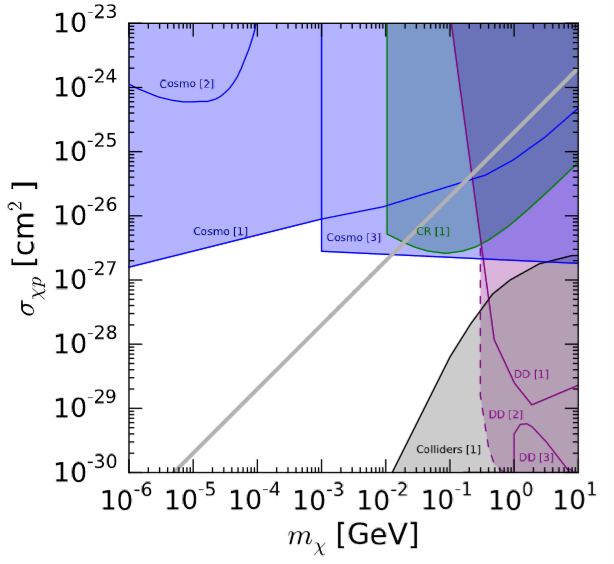 10^-23
10^-24
10^-25
10^-26
10^-27
10^-28
10^-29
10^-30
σχp [cm^2]
Cosmo [2]
Cosmo [1]
Cosmo [3]
CR [1]
DD [1]
DD [2]
Colliders [1]
DD [3]
10^-6 10^-5 10^-4 10^-3 10^-2 10^-1 10^0 10^1
mχ [GeV]